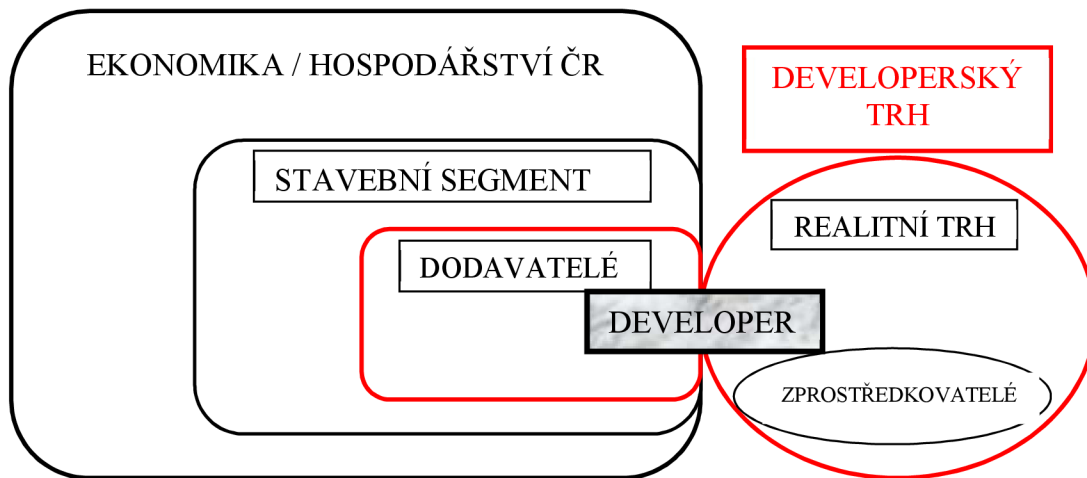 EKONOMIKA / HOSPODÁŘSTVÍ ČR
DEVELOPERSKÝ
TRH
STAVEBNÍ SEGMENT
REALITNÍ TRH
DODAVATELÉ
DEVELOPER
ZPROSTŘEDKOVATELÉ